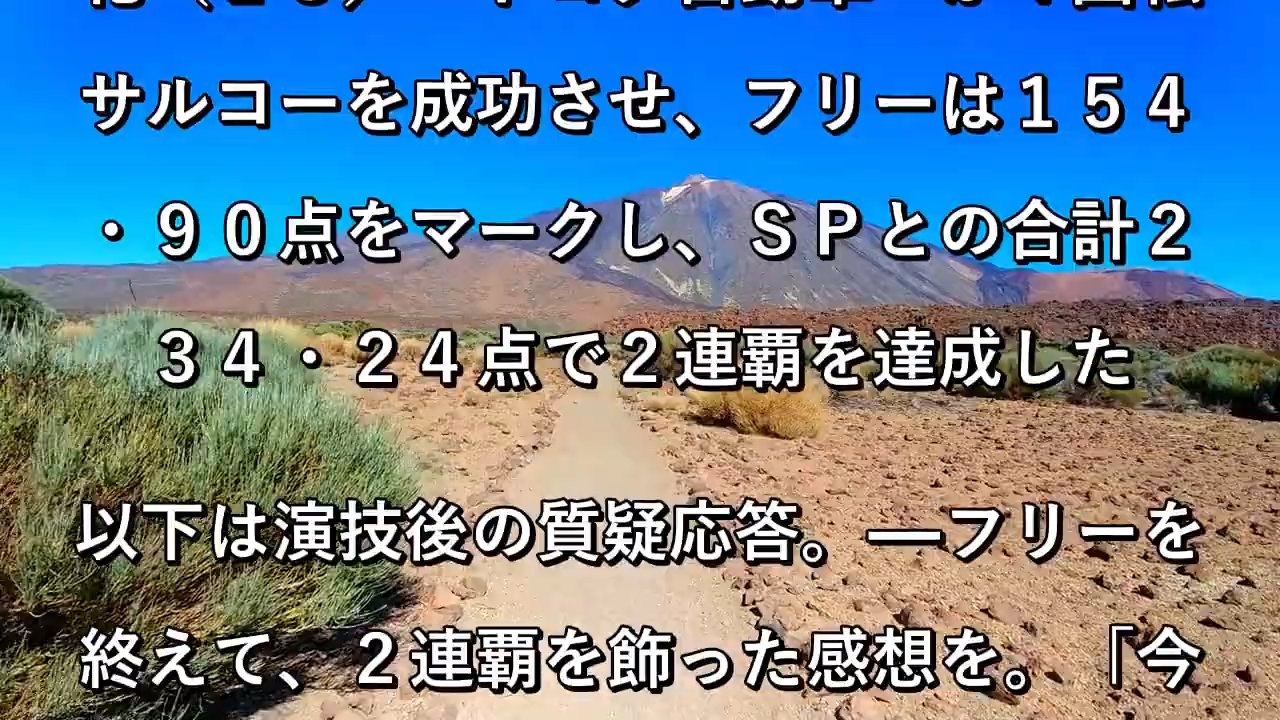 サルコーを成功させ、フリーは１５４
・９０点をマークし、ＳＰとの合計２
３４・２４点で２連覇を達成した
以下は演技後の質疑応答。―フリーを
終えて、２連覇を飾った感想を。「今